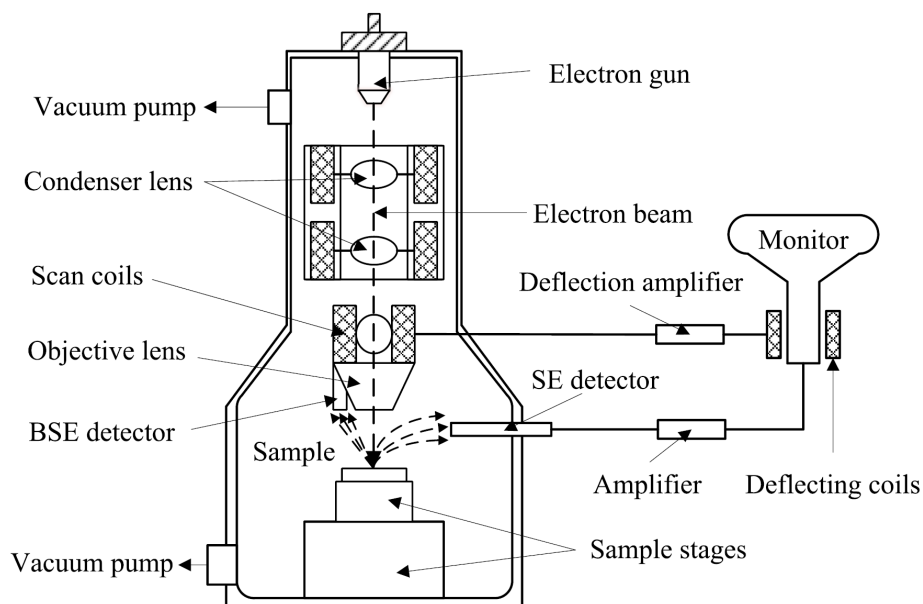 Electron gun
Vacuum pump
Condenser lens
Electron beam
Monitor
Scan coils
Deflection amplifier
Objective lens
SE detector
BSE detector
Sample
Amplifier
Deflecting coils
Sample stages
Vacuum pump